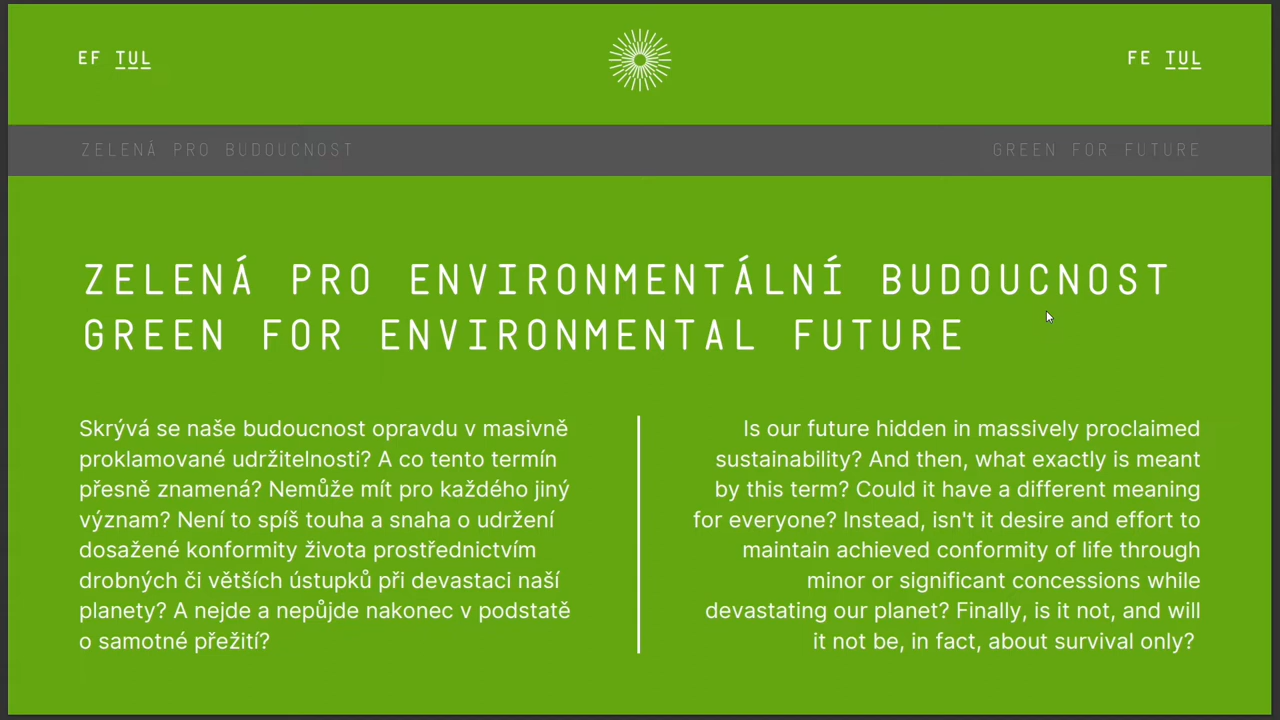 EF TUL
FE TUL
ZELENÁ PRO BUDOUCNOST
GREEN FOR FUTURE
ZELENÁ PRO ENVIRONMENTÁLNÍ BUDOUCNOST
GREEN FOR ENVIRONMENTAL FUTURE
Skrývá se naše budoucnost opravdu v masivně
proklamované udržitelnosti? A co tento termín
přesně znamená? Nemůže mít pro každého jiný
význam? Není to spíš touha a snaha o udržení
dosažené konformity života prostřednictvím
drobných či větších ústupků při devastaci naší
planety? A nejde a nepůjde nakonec v podstatě
o samotné přežití?
Is our future hidden in massively proclaimed
sustainability? And then, what exactly is meant
by this term? Could it have a different meaning
for everyone? Instead, isn't it desire and effort to
maintain achieved conformity of life through
minor or significant concessions while
devastating our planet? Finally, is it not, and will
it not be, in fact, about survival only?